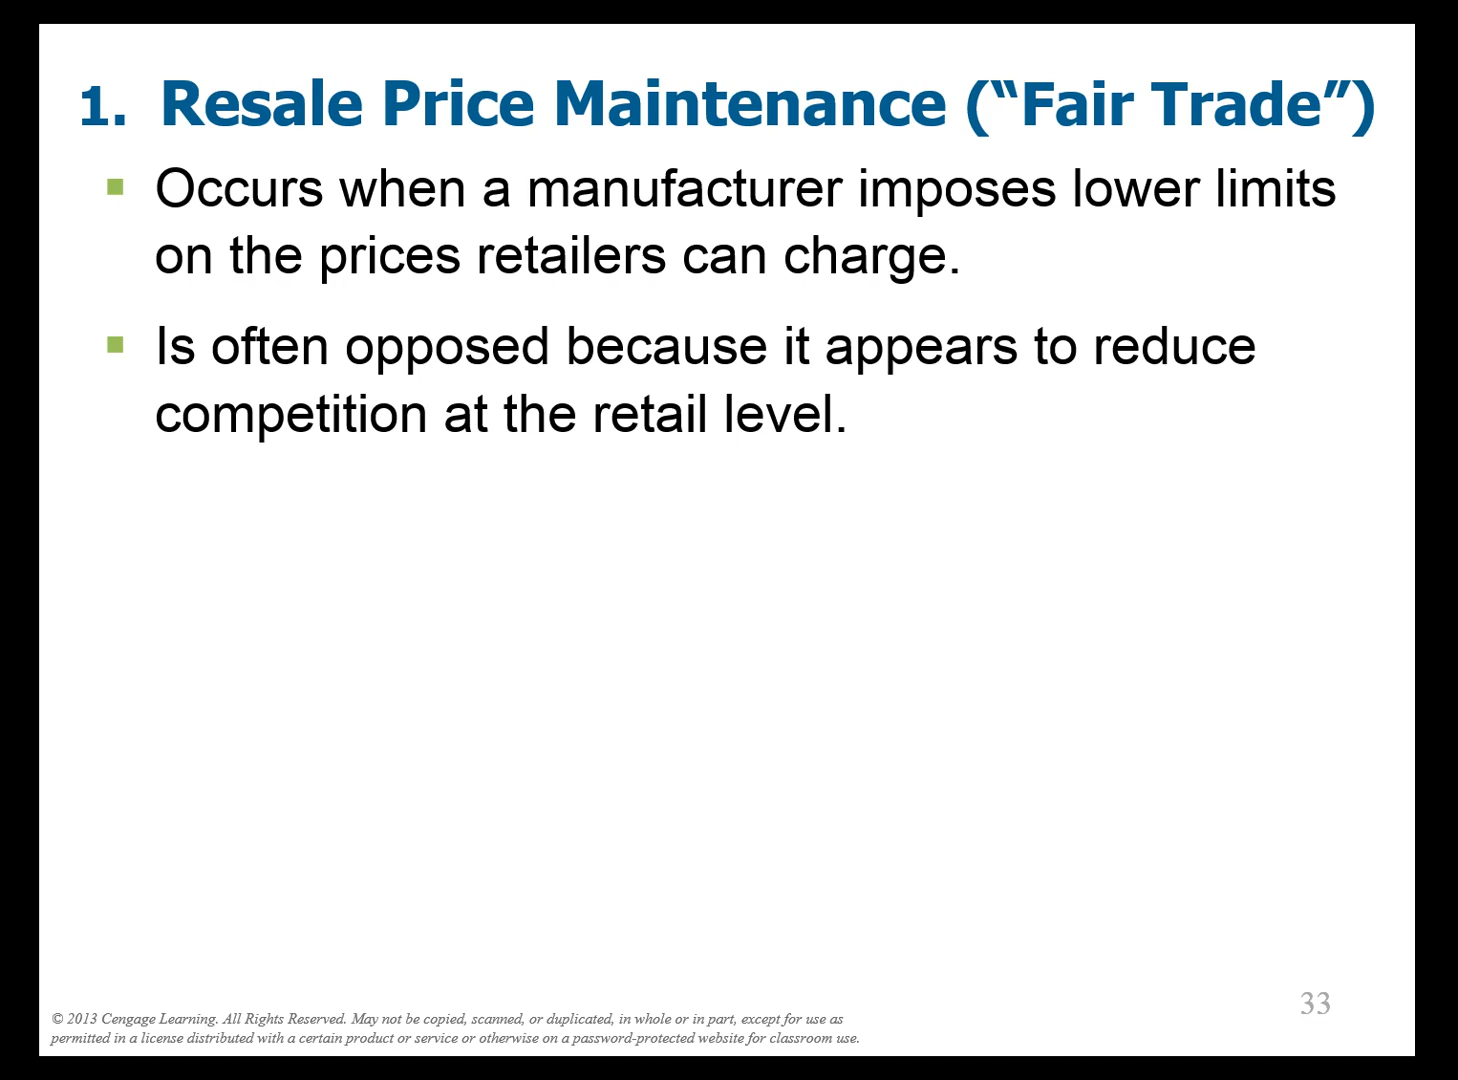 1. Resale Price Maintenance (“Fair Trade”)
Occurs when a manufacturer imposes lower limits
on the prices retailers can charge.
Is often opposed because it appears to reduce
competition at the retail level.
33
© 2013 Cengage Learning. All Rights Reserved. May not be copied, scanned, or duplicated, in whole or in part, except for use as
permitted in a license distributed with a certain product or service or otherwise on a password-protected website for classroom use.